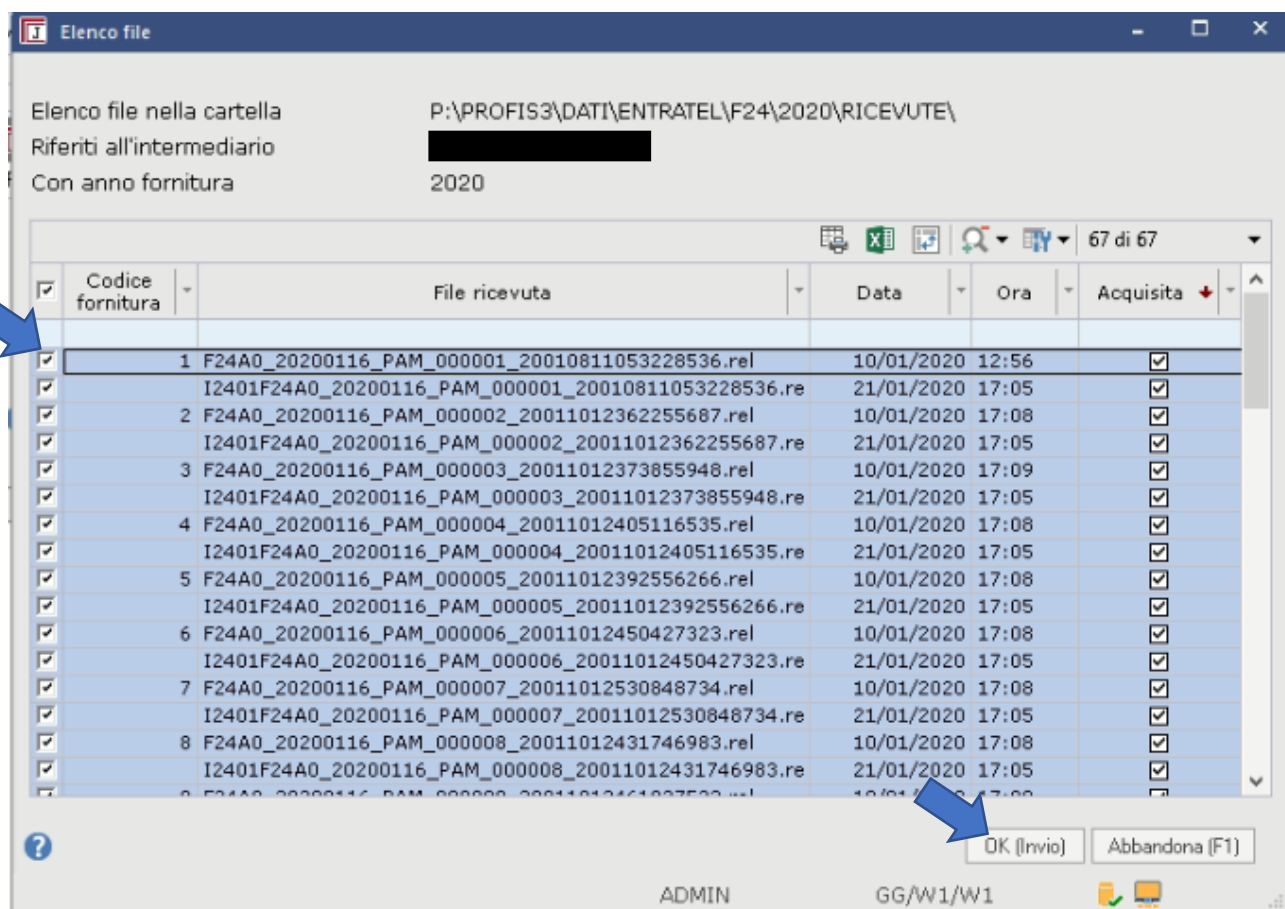 Elenco file
Elenco file nella cartella P:\PROFIS3\DATI\ENTRATEL\F24\2020\RICEVUTE\
Riferiti all'intermediario
Con anno fornitura 2020
67 di 67
Codice fornitura File ricevuta Data Ora Acquisita
1 F24A0_20200116_PAM_000001_20010811053228536.rel 10/01/2020 12:56
I2401F24A0_20200116_PAM_000001_20010811053228536.re 21/01/2020 17:05
2 F24A0_20200116_PAM_000002_20011012362255687.rel 10/01/2020 17:08
I2401F24A0_20200116_PAM_000002_20011012362255687.re 21/01/2020 17:05
3 F24A0_20200116_PAM_000003_20011012373855948.rel 10/01/2020 17:09
I2401F24A0_20200116_PAM_000003_20011012373855948.re 21/01/2020 17:05
4 F24A0_20200116_PAM_000004_20011012405116535.rel 10/01/2020 17:08
I2401F24A0_20200116_PAM_000004_20011012405116535.re 21/01/2020 17:05
5 F24A0_20200116_PAM_000005_20011012392556266.rel 10/01/2020 17:08
I2401F24A0_20200116_PAM_000005_20011012392556266.re 21/01/2020 17:05
6 F24A0_20200116_PAM_000006_20011012450427323.rel 10/01/2020 17:08
I2401F24A0_20200116_PAM_000006_20011012450427323.re 21/01/2020 17:05
7 F24A0_20200116_PAM_000007_20011012530848734.rel 10/01/2020 17:08
I2401F24A0_20200116_PAM_000007_20011012530848734.re 21/01/2020 17:05
8 F24A0_20200116_PAM_000008_20011012431746983.rel 10/01/2020 17:08
I2401F24A0_20200116_PAM_000008_20011012431746983.re 21/01/2020 17:05
OK (Invio) Abbandona (F1)
ADMIN GG/W1/W1